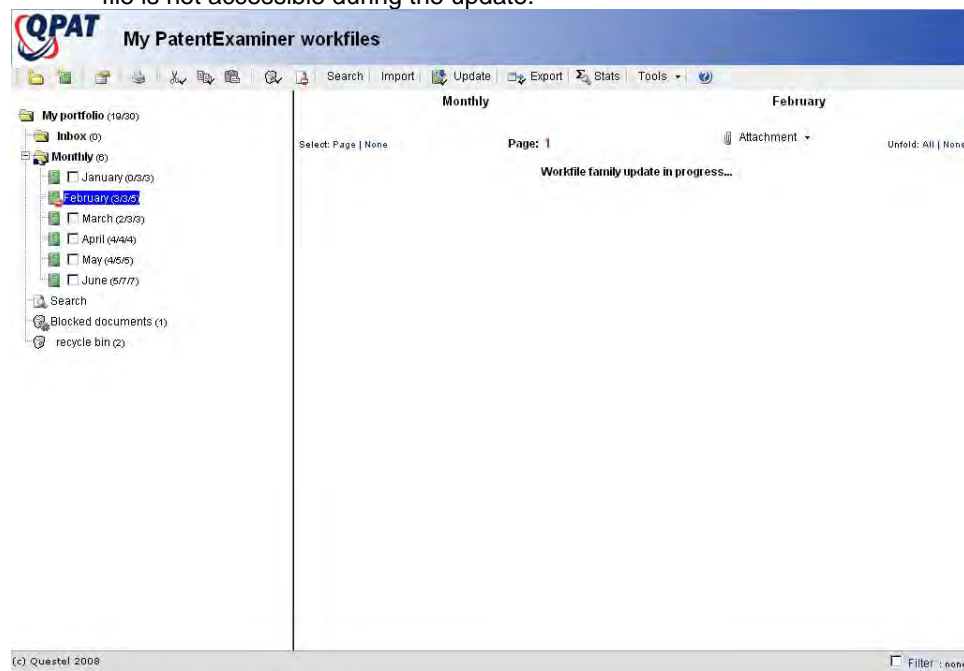 file is not accessible during the update.
QPAT My PatentExaminer workfiles
Search Import Update Export Stats Tools
My portfolio (19/30)
Inbox (0)
Monthly (6)
January (0/3/3)
February (3/3/5)
March (2/3/3)
April (4/4/4)
May (4/5/5)
June (5/7/7)
Search
Blocked documents (1)
recycle bin (2)
Monthly February
Select: Page | None Page: 1 Attachment Unfold: All | None
Workfile family update in progress...
(c) Questel 2008 Filter : none